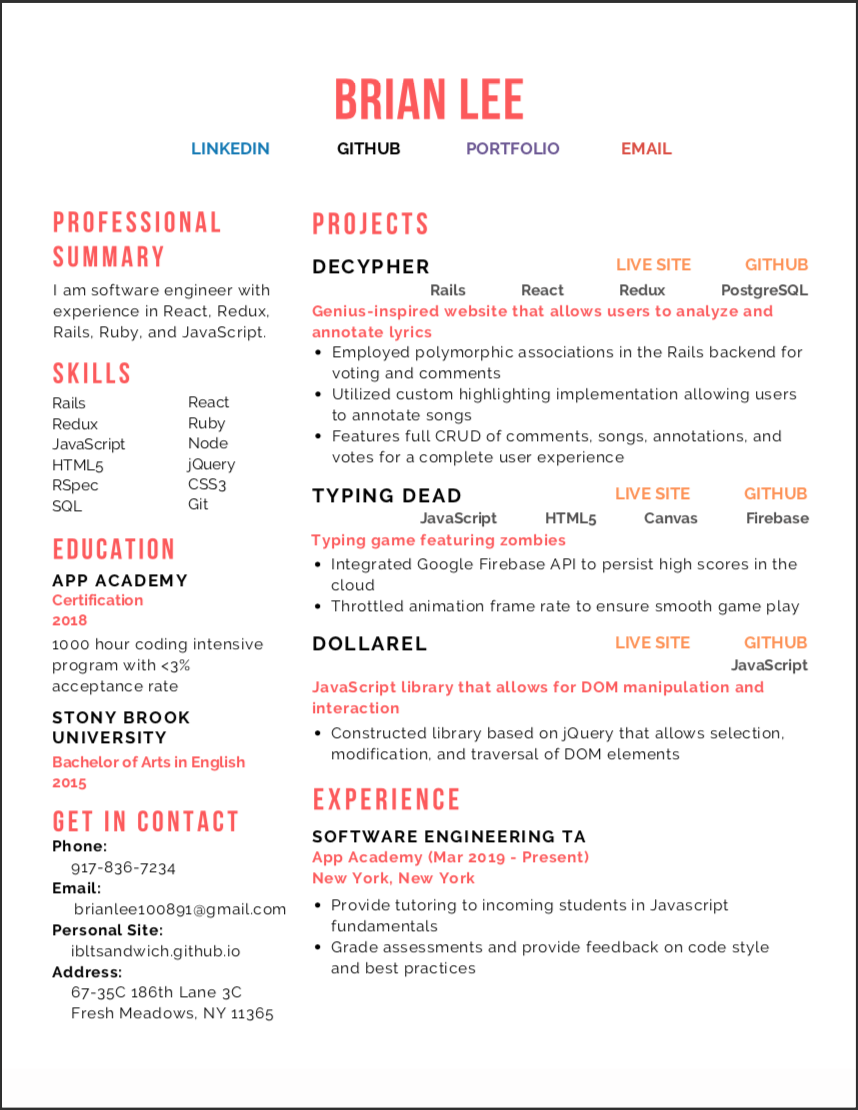 BRIAN LEE
LINKEDIN GITHUB PORTFOLIO EMAIL
PROFESSIONAL
SUMMARY
I am software engineer with
experience in React, Redux,
Rails, Ruby, and JavaScript.
SKILLS
Rails React
Redux Ruby
JavaScript Node
HTML5 jQuery
RSpec CSS3
SQL Git
EDUCATION
APP ACADEMY
Certification
2018
1000 hour coding intensive
program with <3%
acceptance rate
STONY BROOK
UNIVERSITY
Bachelor of Arts in English
2015
GET IN CONTACT
Phone:
917-836-7234
Email:
brianlee100891@gmail.com
Personal Site:
ibltsandwich.github.io
Address:
67-35C 186th Lane 3C
Fresh Meadows, NY 11365
PROJECTS
DECYPHER LIVE SITE GITHUB
Rails React Redux PostgreSQL
Genius-inspired website that allows users to analyze and
annotate lyrics
• Employed polymorphic associations in the Rails backend for
voting and comments
• Utilized custom highlighting implementation allowing users
to annotate songs
• Features full CRUD of comments, songs, annotations, and
votes for a complete user experience
TYPING DEAD LIVE SITE GITHUB
JavaScript HTML5 Canvas Firebase
Typing game featuring zombies
• Integrated Google Firebase API to persist high scores in the
cloud
• Throttled animation frame rate to ensure smooth game play
DOLLAREL LIVE SITE GITHUB
JavaScript
JavaScript library that allows for DOM manipulation and
interaction
• Constructed library based on jQuery that allows selection,
modification, and traversal of DOM elements
EXPERIENCE
SOFTWARE ENGINEERING TA
App Academy (Mar 2019 - Present)
New York, New York
• Provide tutoring to incoming students in Javascript
fundamentals
• Grade assessments and provide feedback on code style
and best practices